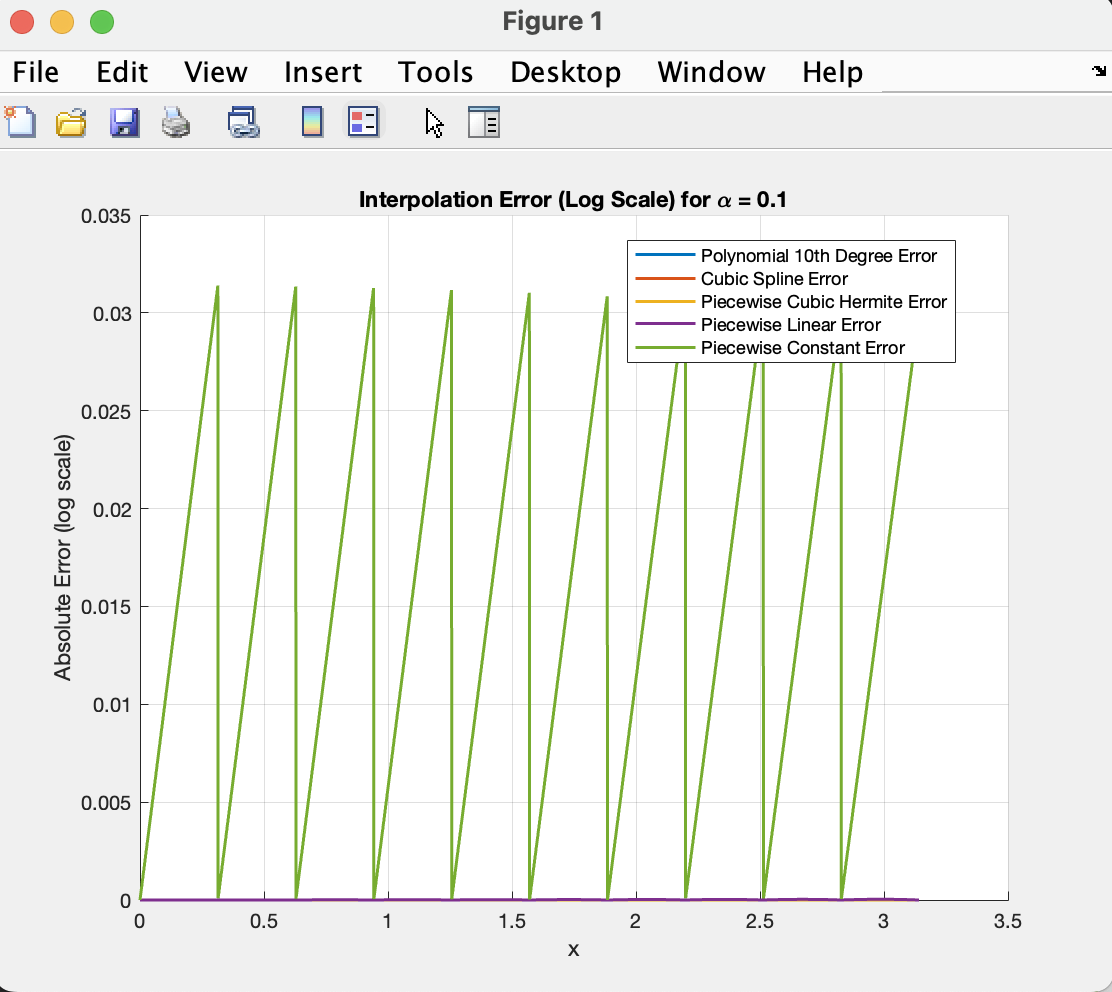 Figure 1
File Edit View Insert Tools Desktop Window Help
Interpolation Error (Log Scale) for α = 0.1
Polynomial 10th Degree Error
Cubic Spline Error
Piecewise Cubic Hermite Error
Piecewise Linear Error
Piecewise Constant Error
Absolute Error (log scale)
0.035
0.03
0.025
0.02
0.015
0.01
0.005
0
0 0.5 1 1.5 2 2.5 3 3.5
x